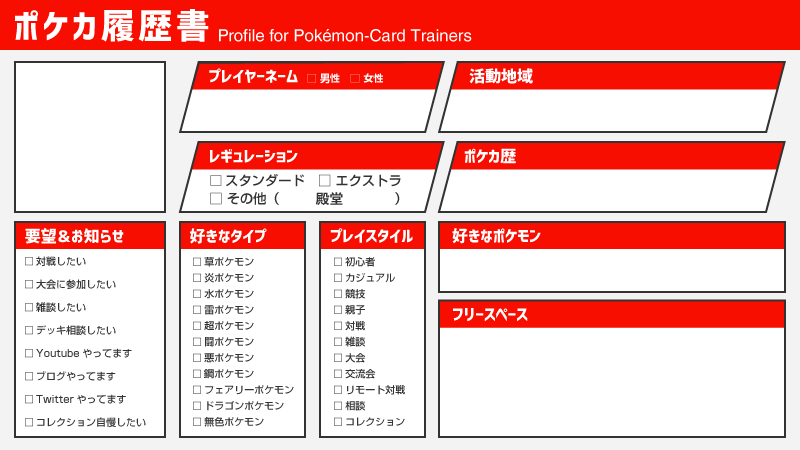 ポケカ履歴書 Profile for Pokémon-Card Trainers
プレイヤーネーム □ 男性 □ 女性
活動地域
レギュレーション
□ スタンダード □ エクストラ
□ その他（ 殿堂 ）
ポケカ歴
要望＆お知らせ
□ 対戦したい
□ 大会に参加したい
□ 雑談したい
□ デッキ相談したい
□ Youtube やってます
□ ブログやってます
□ Twitter やってます
□ コレクション自慢したい
好きなタイプ
□ 草ポケモン
□ 炎ポケモン
□ 水ポケモン
□ 雷ポケモン
□ 超ポケモン
□ 闘ポケモン
□ 悪ポケモン
□ 鋼ポケモン
□ フェアリーポケモン
□ ドラゴンポケモン
□ 無色ポケモン
プレイスタイル
□ 初心者
□ カジュアル
□ 競技
□ 親子
□ 対戦
□ 雑談
□ 大会
□ 交流会
□ リモート対戦
□ 相談
□ コレクション
好きなポケモン
フリースペース